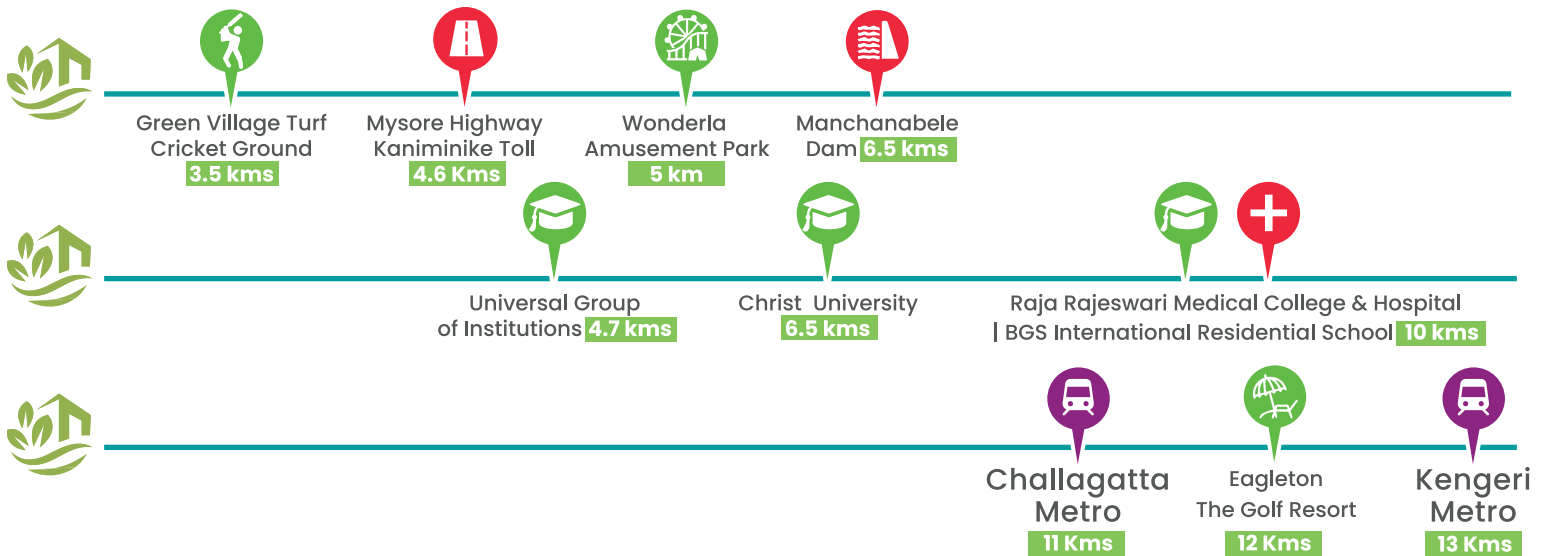 Green Village Turf
Cricket Ground
3.5 kms
Mysore Highway
Kaniminike Toll
4.6 Kms
Wonderla
Amusement Park
5 km
Manchanabele
Dam 6.5 kms
Universal Group
of Institutions 4.7 kms
Christ University
6.5 kms
Raja Rajeswari Medical College & Hospital
| BGS International Residential School 10 kms
Challagatta
Metro
11 Kms
Eagleton
The Golf Resort
12 Kms
Kengeri
Metro
13 Kms